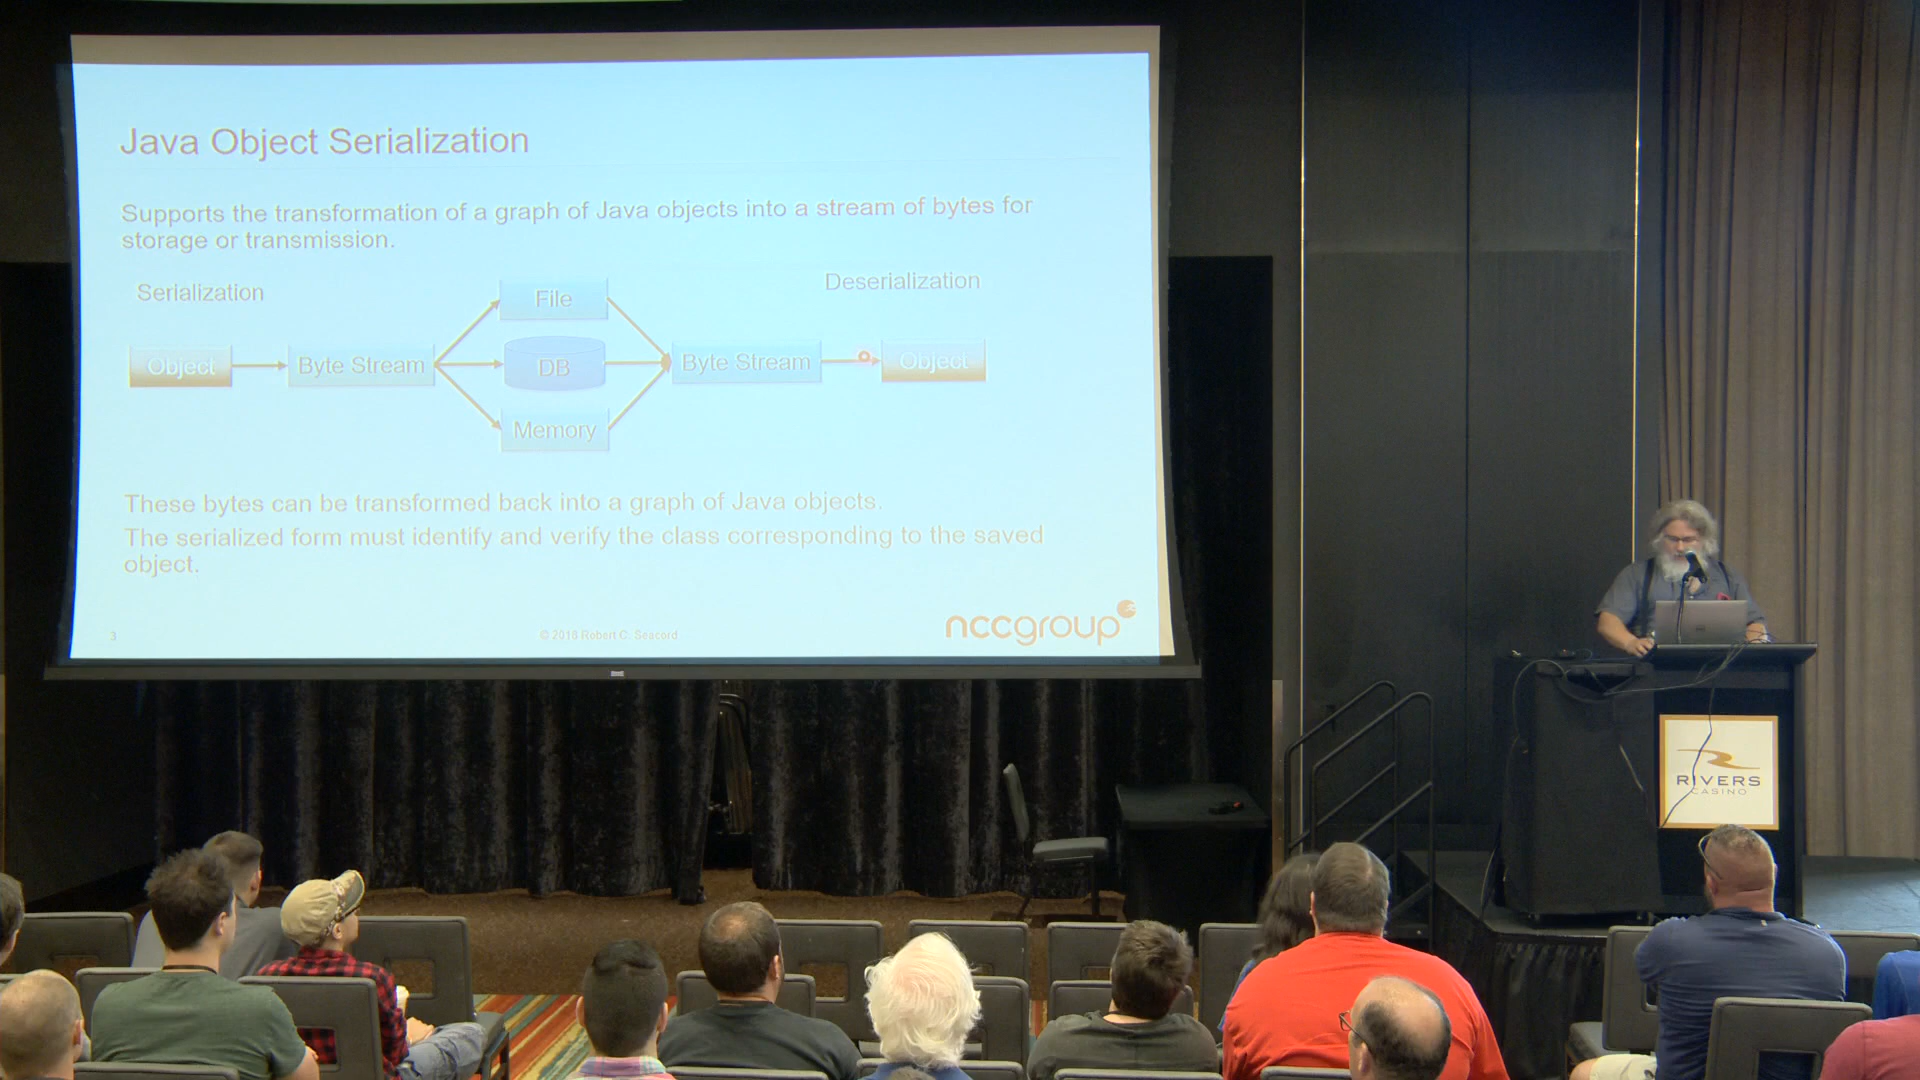 Java Object Serialization
Supports the transformation of a graph of Java objects into a stream of bytes for
storage or transmission.
Serialization
Deserialization
File
Object
Byte Stream
DB
Byte Stream
Object
Memory
These bytes can be transformed back into a graph of Java objects.
The serialized form must identify and verify the class corresponding to the saved
object.
3
© 2018 Robert C. Seacord
nccgroup
RIVERS
CASINO